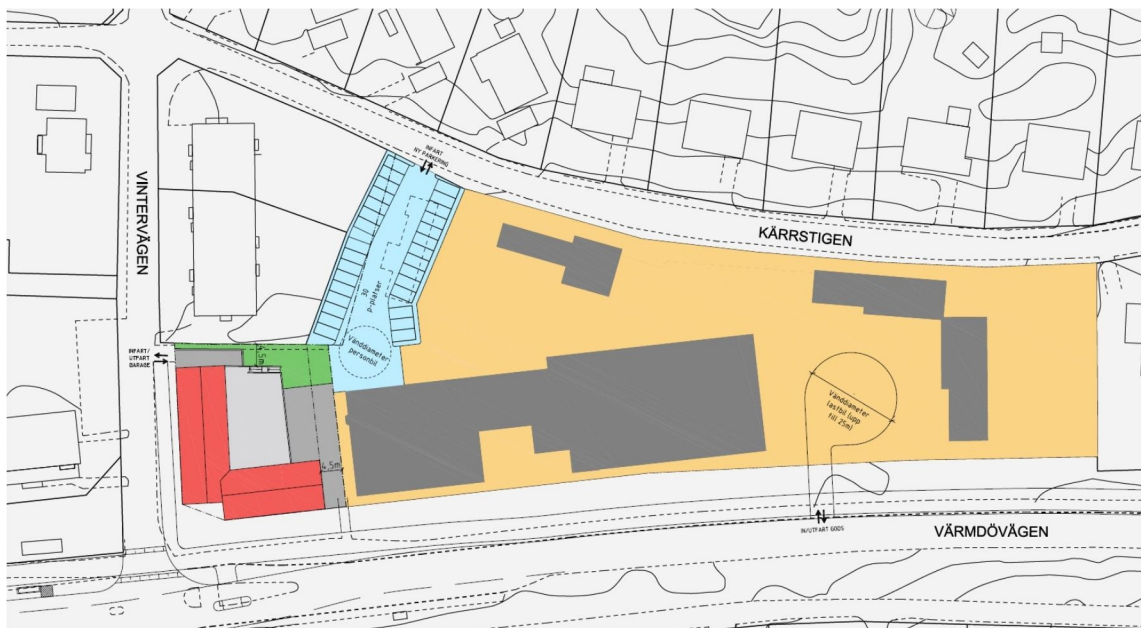 INFART
NY PARKERING
VINTERVÄGEN
KÄRRSTIGEN
30
p-platser
INFART/
UTFART
GARAGE
5m
Vänddiameter
personbil
Vänddiameter
lastbil (upp
till 25m)
4,5m
IN/UTFART GODS
VÄRMDÖVÄGEN